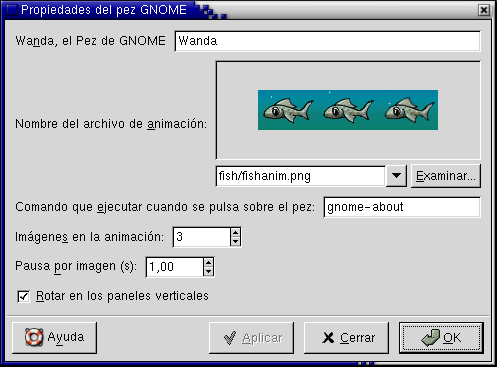 Propiedades del pez GNOME
Wanda, el Pez de GNOME Wanda
Nombre del archivo de animación:
fish/fishanim.png Examinar...
Comando que ejecutar cuando se pulsa sobre el pez: gnome-about
Imágenes en la animación: 3
Pausa por imagen (s): 1,00
Rotar en los paneles verticales
Ayuda Aplicar Cerrar OK